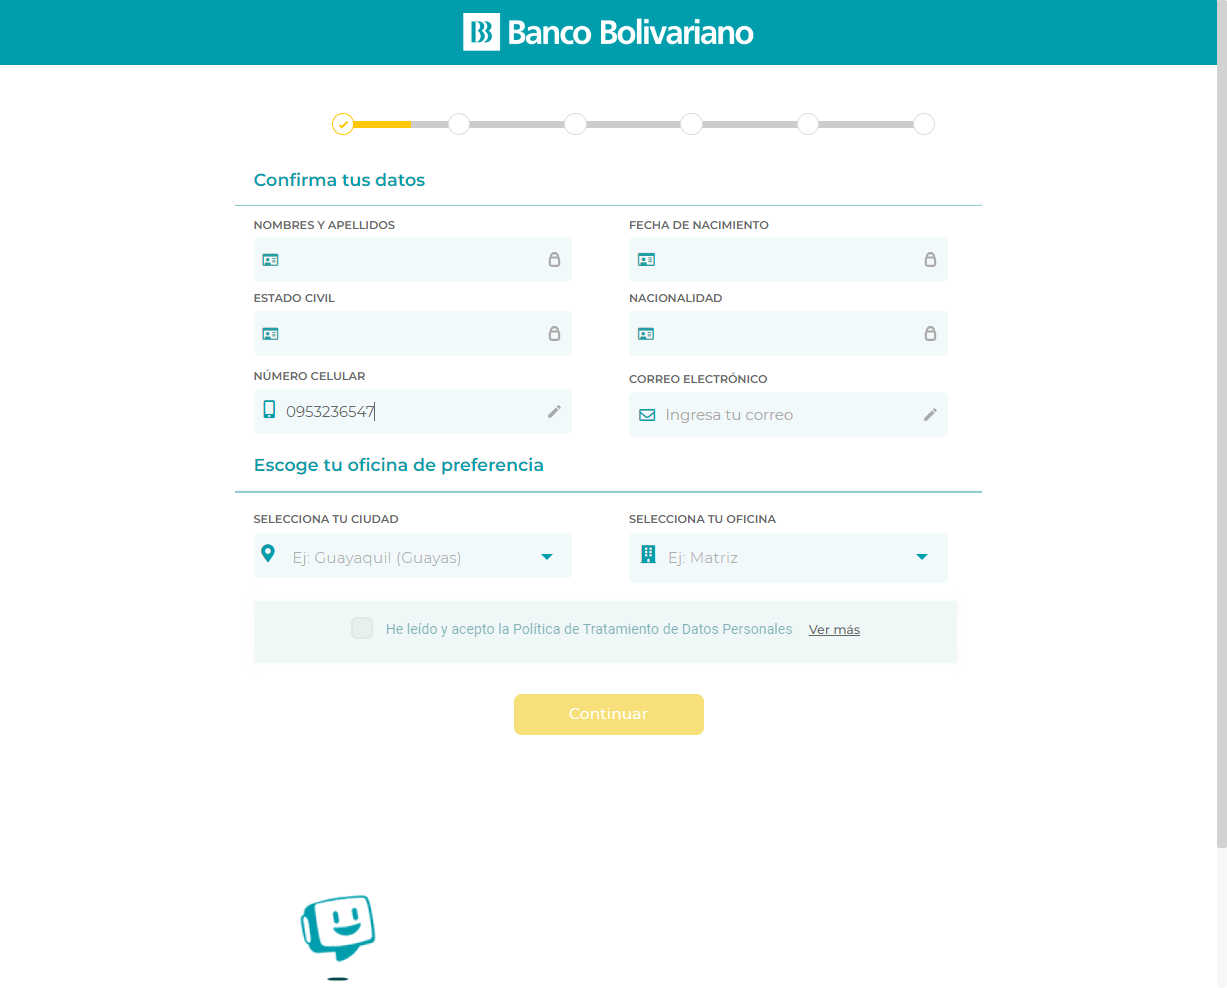 Banco Bolivariano
Confirma tus datos
NOMBRES Y APELLIDOS
FECHA DE NACIMIENTO
ESTADO CIVIL
NACIONALIDAD
NÚMERO CELULAR
CORREO ELECTRÓNICO
0953236547
Ingresa tu correo
Escoge tu oficina de preferencia
SELECCIONA TU CIUDAD
SELECCIONA TU OFICINA
Ej: Guayaquil (Guayas)
Ej: Matriz
He leído y acepto la Política de Tratamiento de Datos Personales Ver más
Continuar